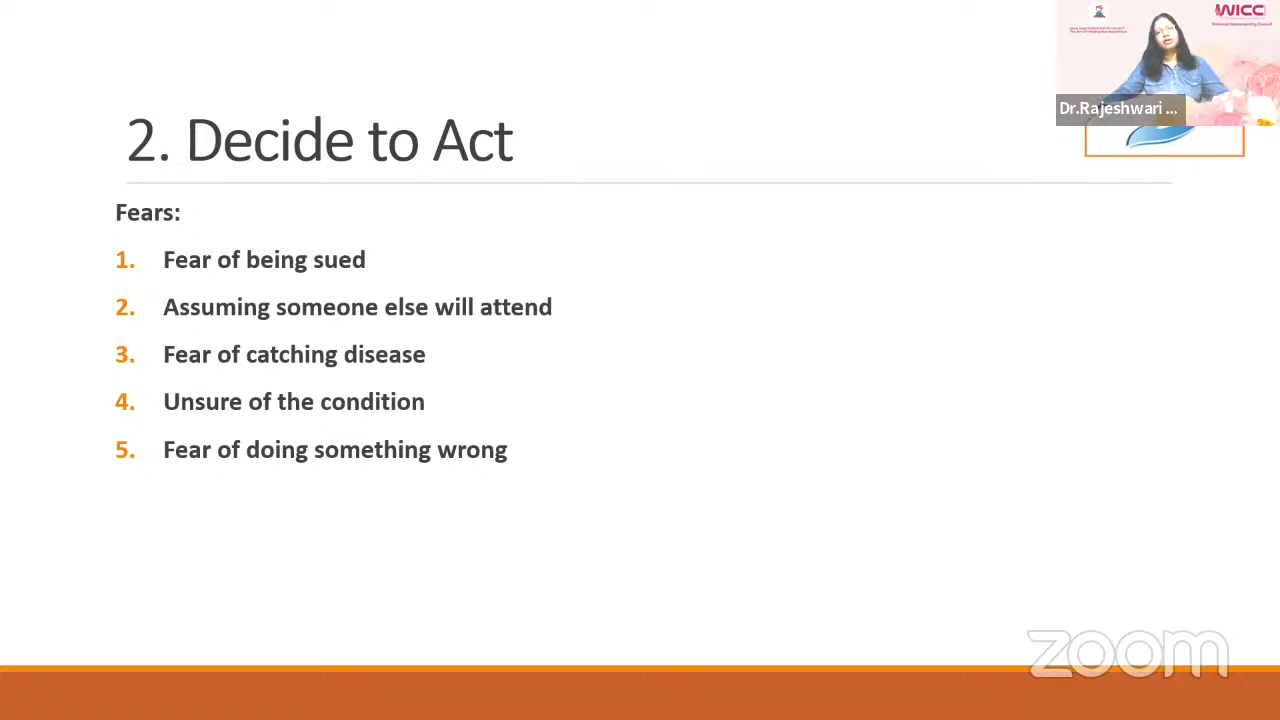 WICC
Dr.Rajeshwari ...
2. Decide to Act
Fears:
1. Fear of being sued
2. Assuming someone else will attend
3. Fear of catching disease
4. Unsure of the condition
5. Fear of doing something wrong
zoom